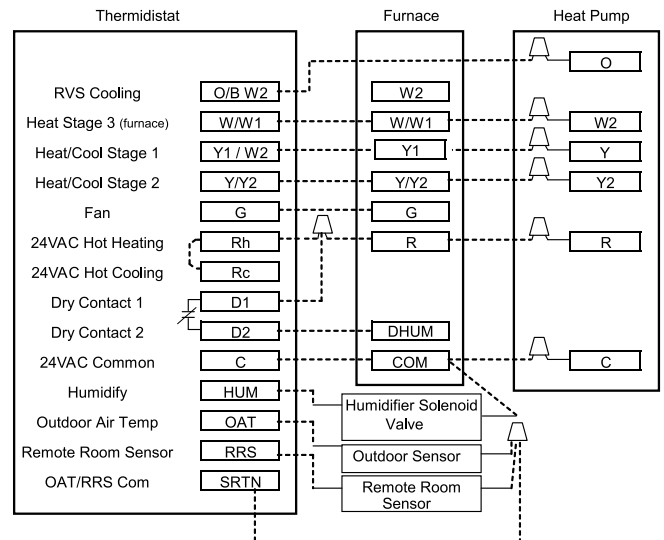 Thermidistat Furnace Heat Pump
O
RVS Cooling O/B W2 W2
Heat Stage 3 (furnace) W/W1 W/W1 W2
Heat/Cool Stage 1 Y1 / W2 Y1 Y
Heat/Cool Stage 2 Y/Y2 Y/Y2 Y2
Fan G G
24VAC Hot Heating Rh R R
24VAC Hot Cooling Rc
Dry Contact 1 D1
Dry Contact 2 D2 DHUM
24VAC Common C COM C
Humidify HUM
Humidifier Solenoid
Valve
Outdoor Air Temp OAT
Outdoor Sensor
Remote Room Sensor RRS
Remote Room
Sensor
OAT/RRS Com SRTN